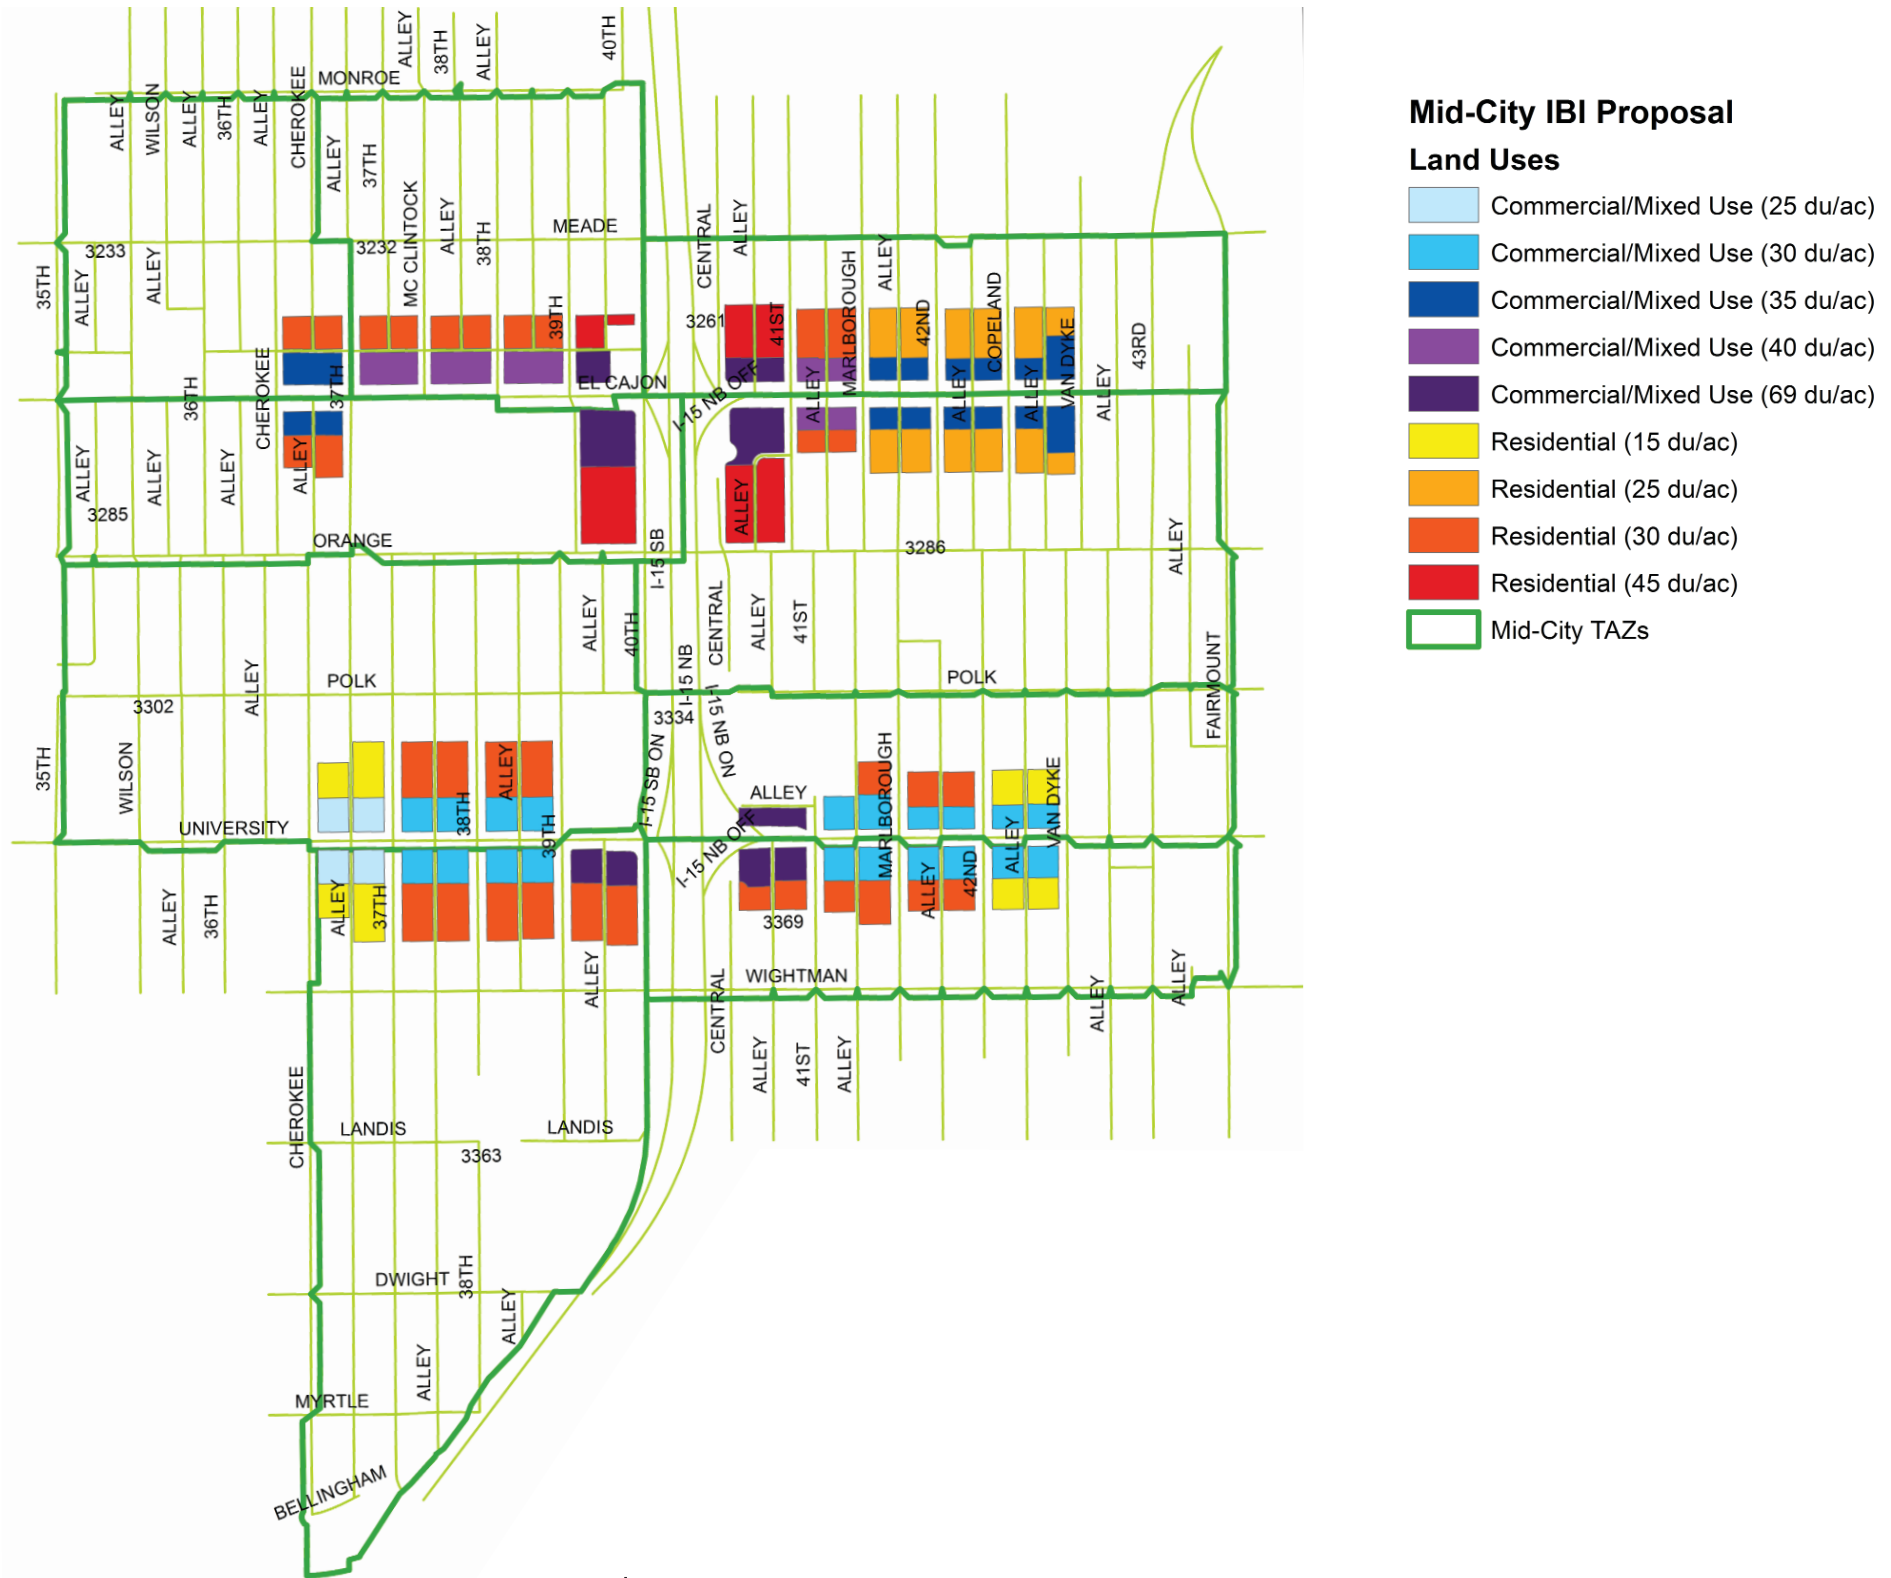 40TH
ALLEY
38TH
ALLEY
MONROE
CHEROKEE
ALLEY
WILSON
ALLEY
36TH
ALLEY
ALLEY
37TH
MC CLINTOCK
ALLEY
38TH
MEADE
CENTRAL
ALLEY
3233
3232
ALLEY
MARLBOROUGH
ALLEY
35TH
ALLEY
39TH
3261
41ST
42ND
COPELAND
VAN DYKE
43RD
36TH
CHEROKEE
37TH
EL CAJON
I-15 NB OFF
ALLEY
ALLEY
ALLEY
ALLEY
ALLEY
ALLEY
ALLEY
ALLEY
3285
ORANGE
ALLEY
I-15 SB
3286
ALLEY
ALLEY
40TH
CENTRAL
ALLEY
41ST
ALLEY
POLK
I-15 NB
POLK
FAIRMOUNT
3302
3334
I-15 NB ON
35TH
WILSON
ALLEY
38TH
39TH
I-15 SB ON
ALLEY
MARLBOROUGH
VAN DYKE
UNIVERSITY
I-15 NB OFF
ALLEY
ALLEY
36TH
ALLEY
37TH
ALLEY
42ND
3369
ALLEY
CENTRAL
WIGHTMAN
ALLEY
ALLEY
ALLEY
41ST
ALLEY
CHEROKEE
LANDIS
LANDIS
3363
DWIGHT
38TH
ALLEY
ALLEY
MYRTLE
BELLINGHAM
Mid-City IBI Proposal
Land Uses
Commercial/Mixed Use (25 du/ac)
Commercial/Mixed Use (30 du/ac)
Commercial/Mixed Use (35 du/ac)
Commercial/Mixed Use (40 du/ac)
Commercial/Mixed Use (69 du/ac)
Residential (15 du/ac)
Residential (25 du/ac)
Residential (30 du/ac)
Residential (45 du/ac)
Mid-City TAZs